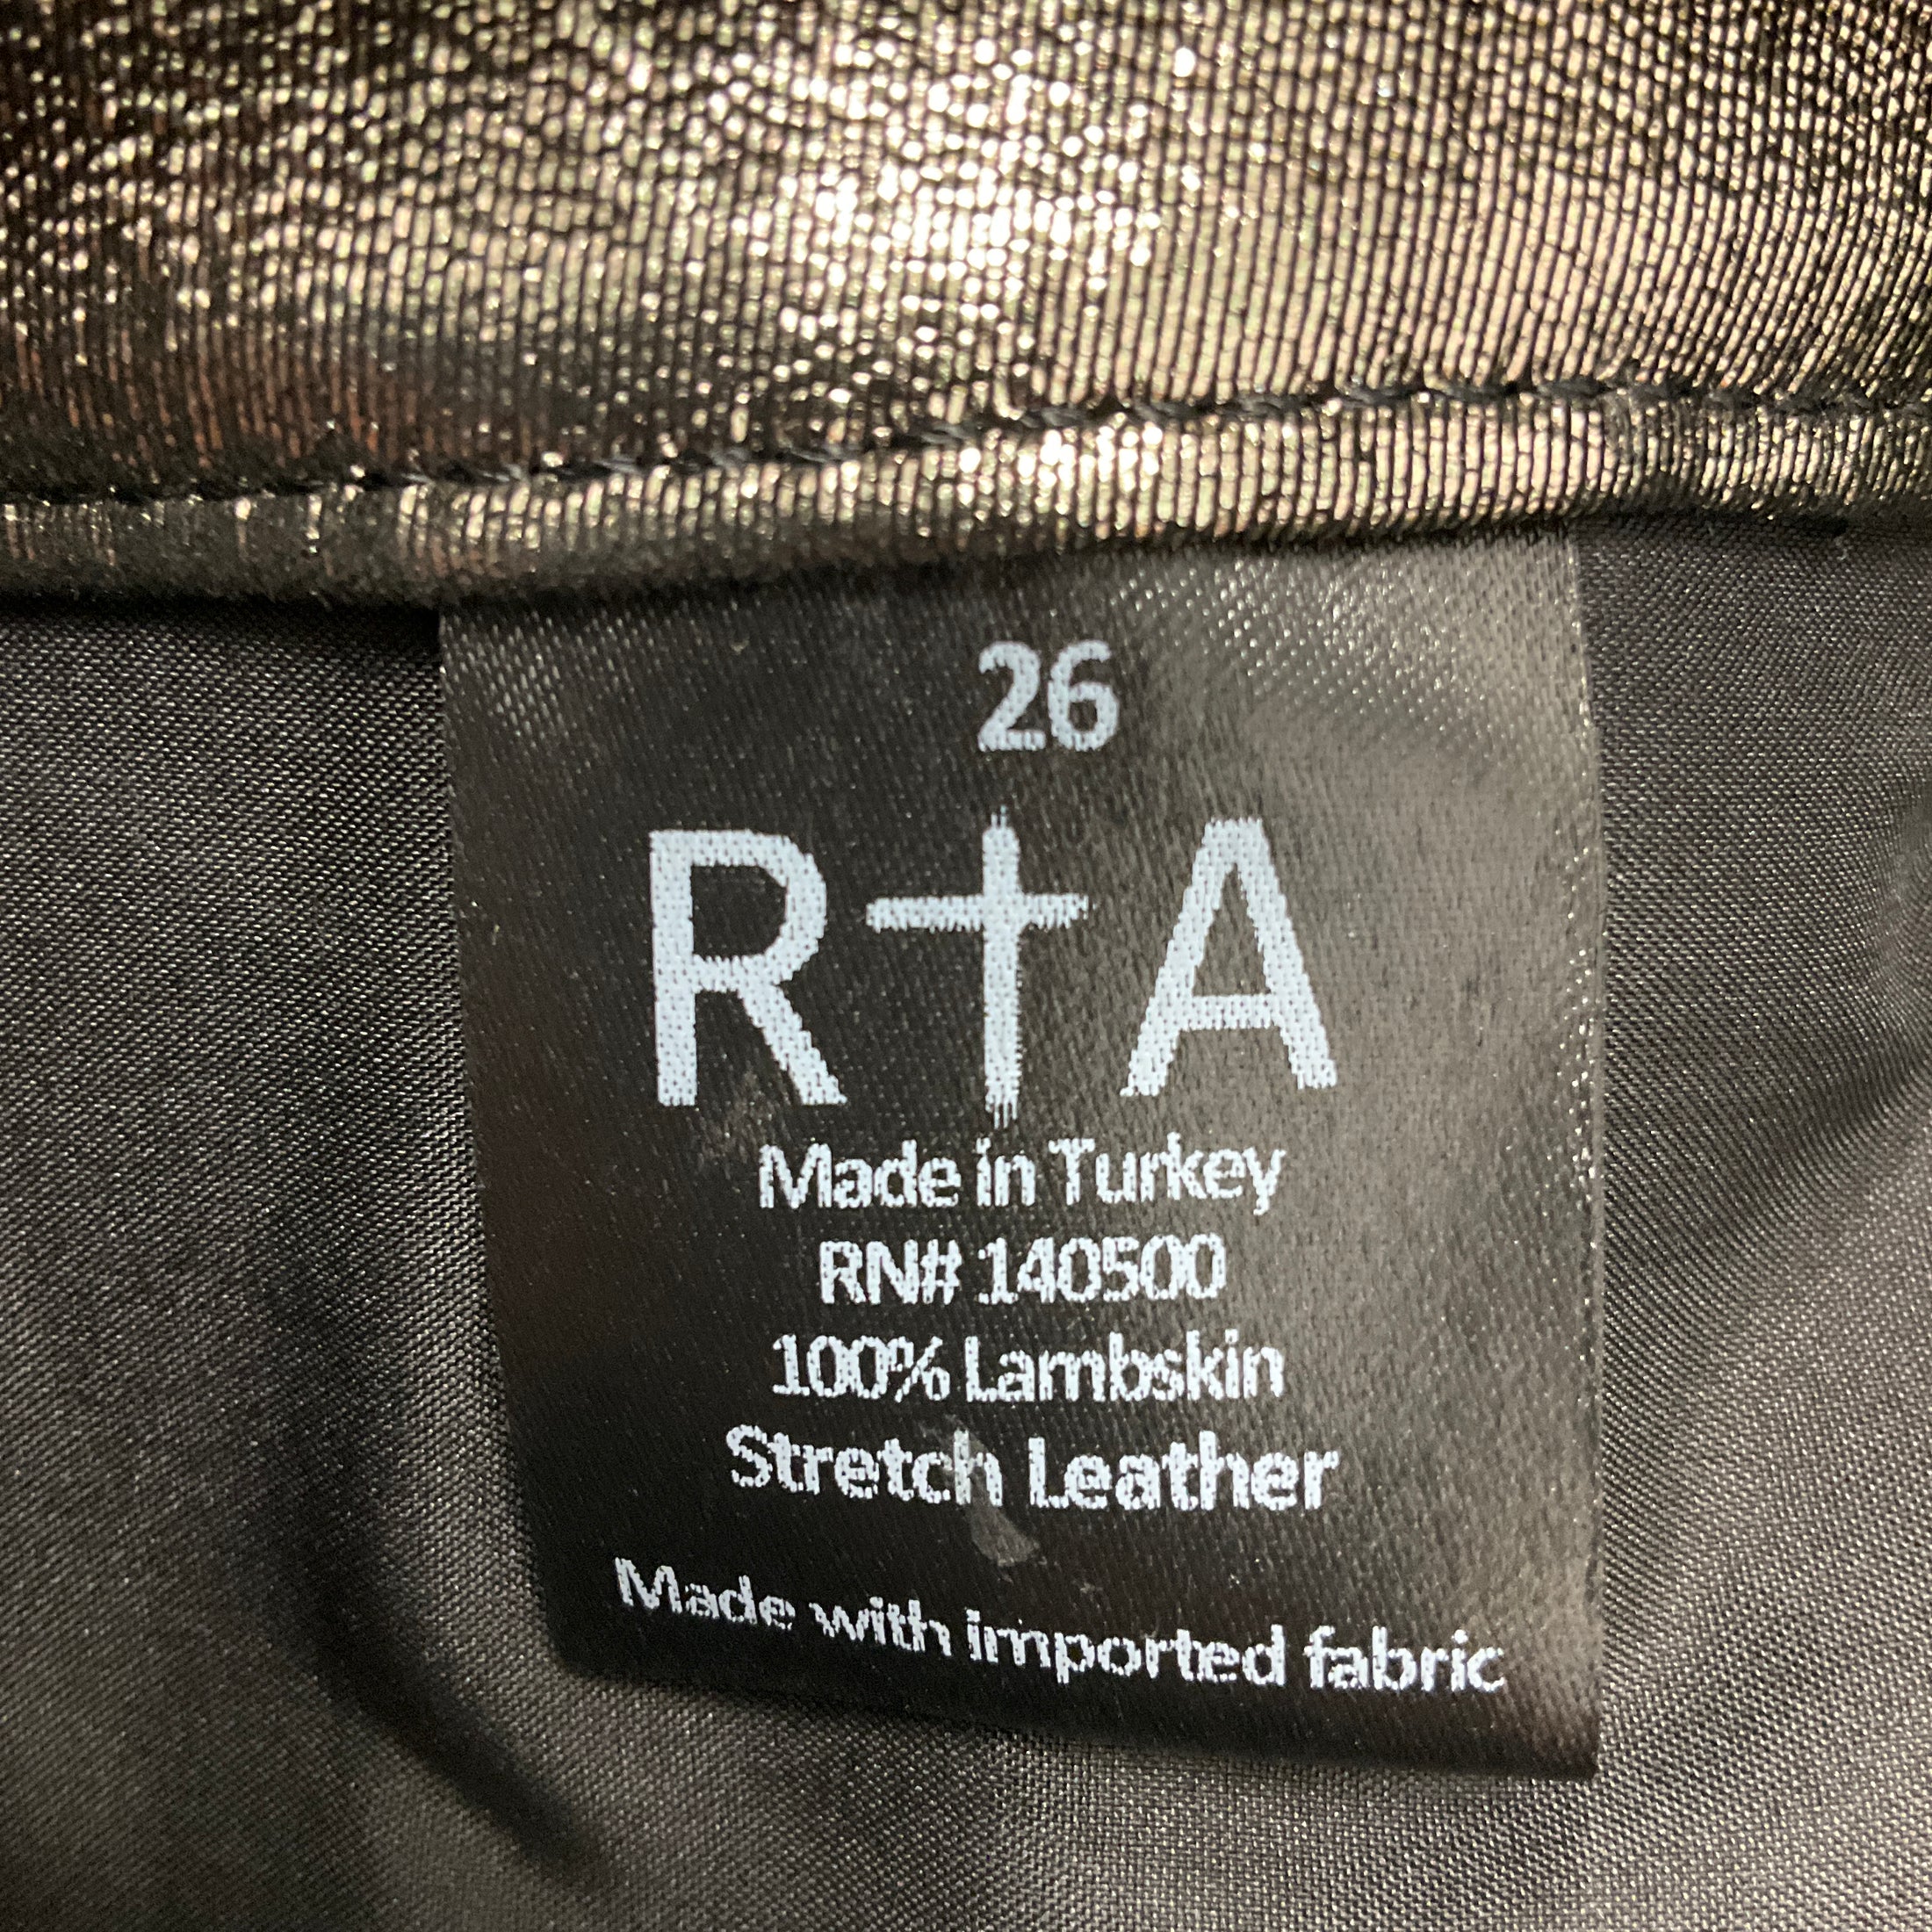 26
R†A
Made in Turkey
RN# 140500
100% Lambskin
Stretch Leather
Made with imported fabric